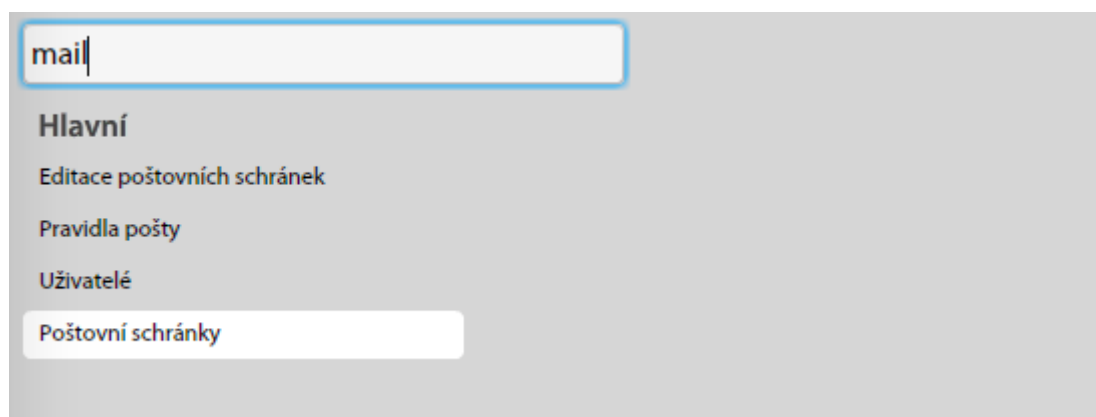 mail
Hlavní
Editace poštovních schránek
Pravidla pošty
Uživatelé
Poštovní schránky